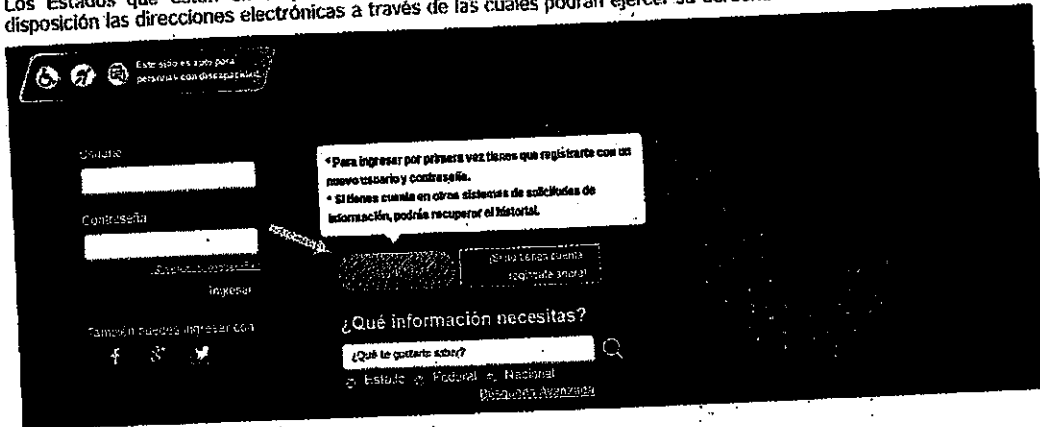 Los Estados que están en
disposición las direcciones electrónicas a través de las cuales podrán ejercer su
Este sitio es apto para
personas con discapacidad
Usuario
* Para ingresar por primera vez tienes que registrarte con un
nuevo usuario y contraseña.
* Si tienes cuenta en otros sistemas de solicitudes de
información, podrás recuperar el historial.
Contraseña
¡Si no tienes cuenta
regístrate ahora!
Ingresar
También puedes ingresar con
¿Qué información necesitas?
¿Qué te gustaría saber?
Estado Federal Nacional
Búsqueda Avanzada